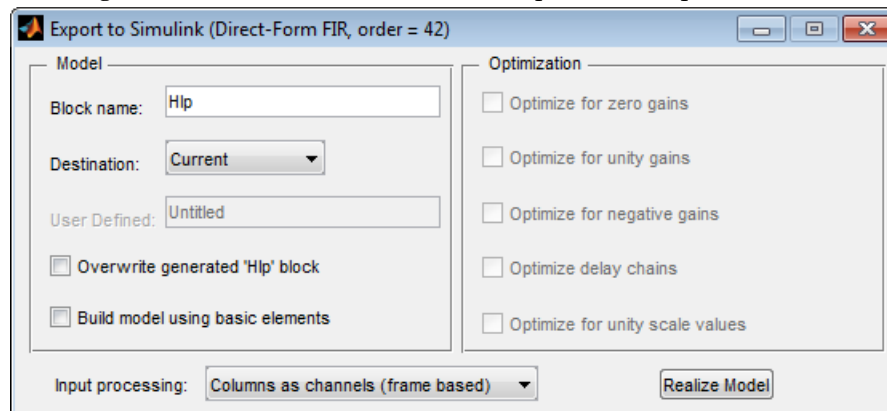 Export to Simulink (Direct-Form FIR, order = 42)
Model
Block name: Hlp
Destination: Current
User Defined: Untitled
Overwrite generated 'Hlp' block
Build model using basic elements
Optimization
Optimize for zero gains
Optimize for unity gains
Optimize for negative gains
Optimize delay chains
Optimize for unity scale values
Input processing: Columns as channels (frame based)
Realize Model